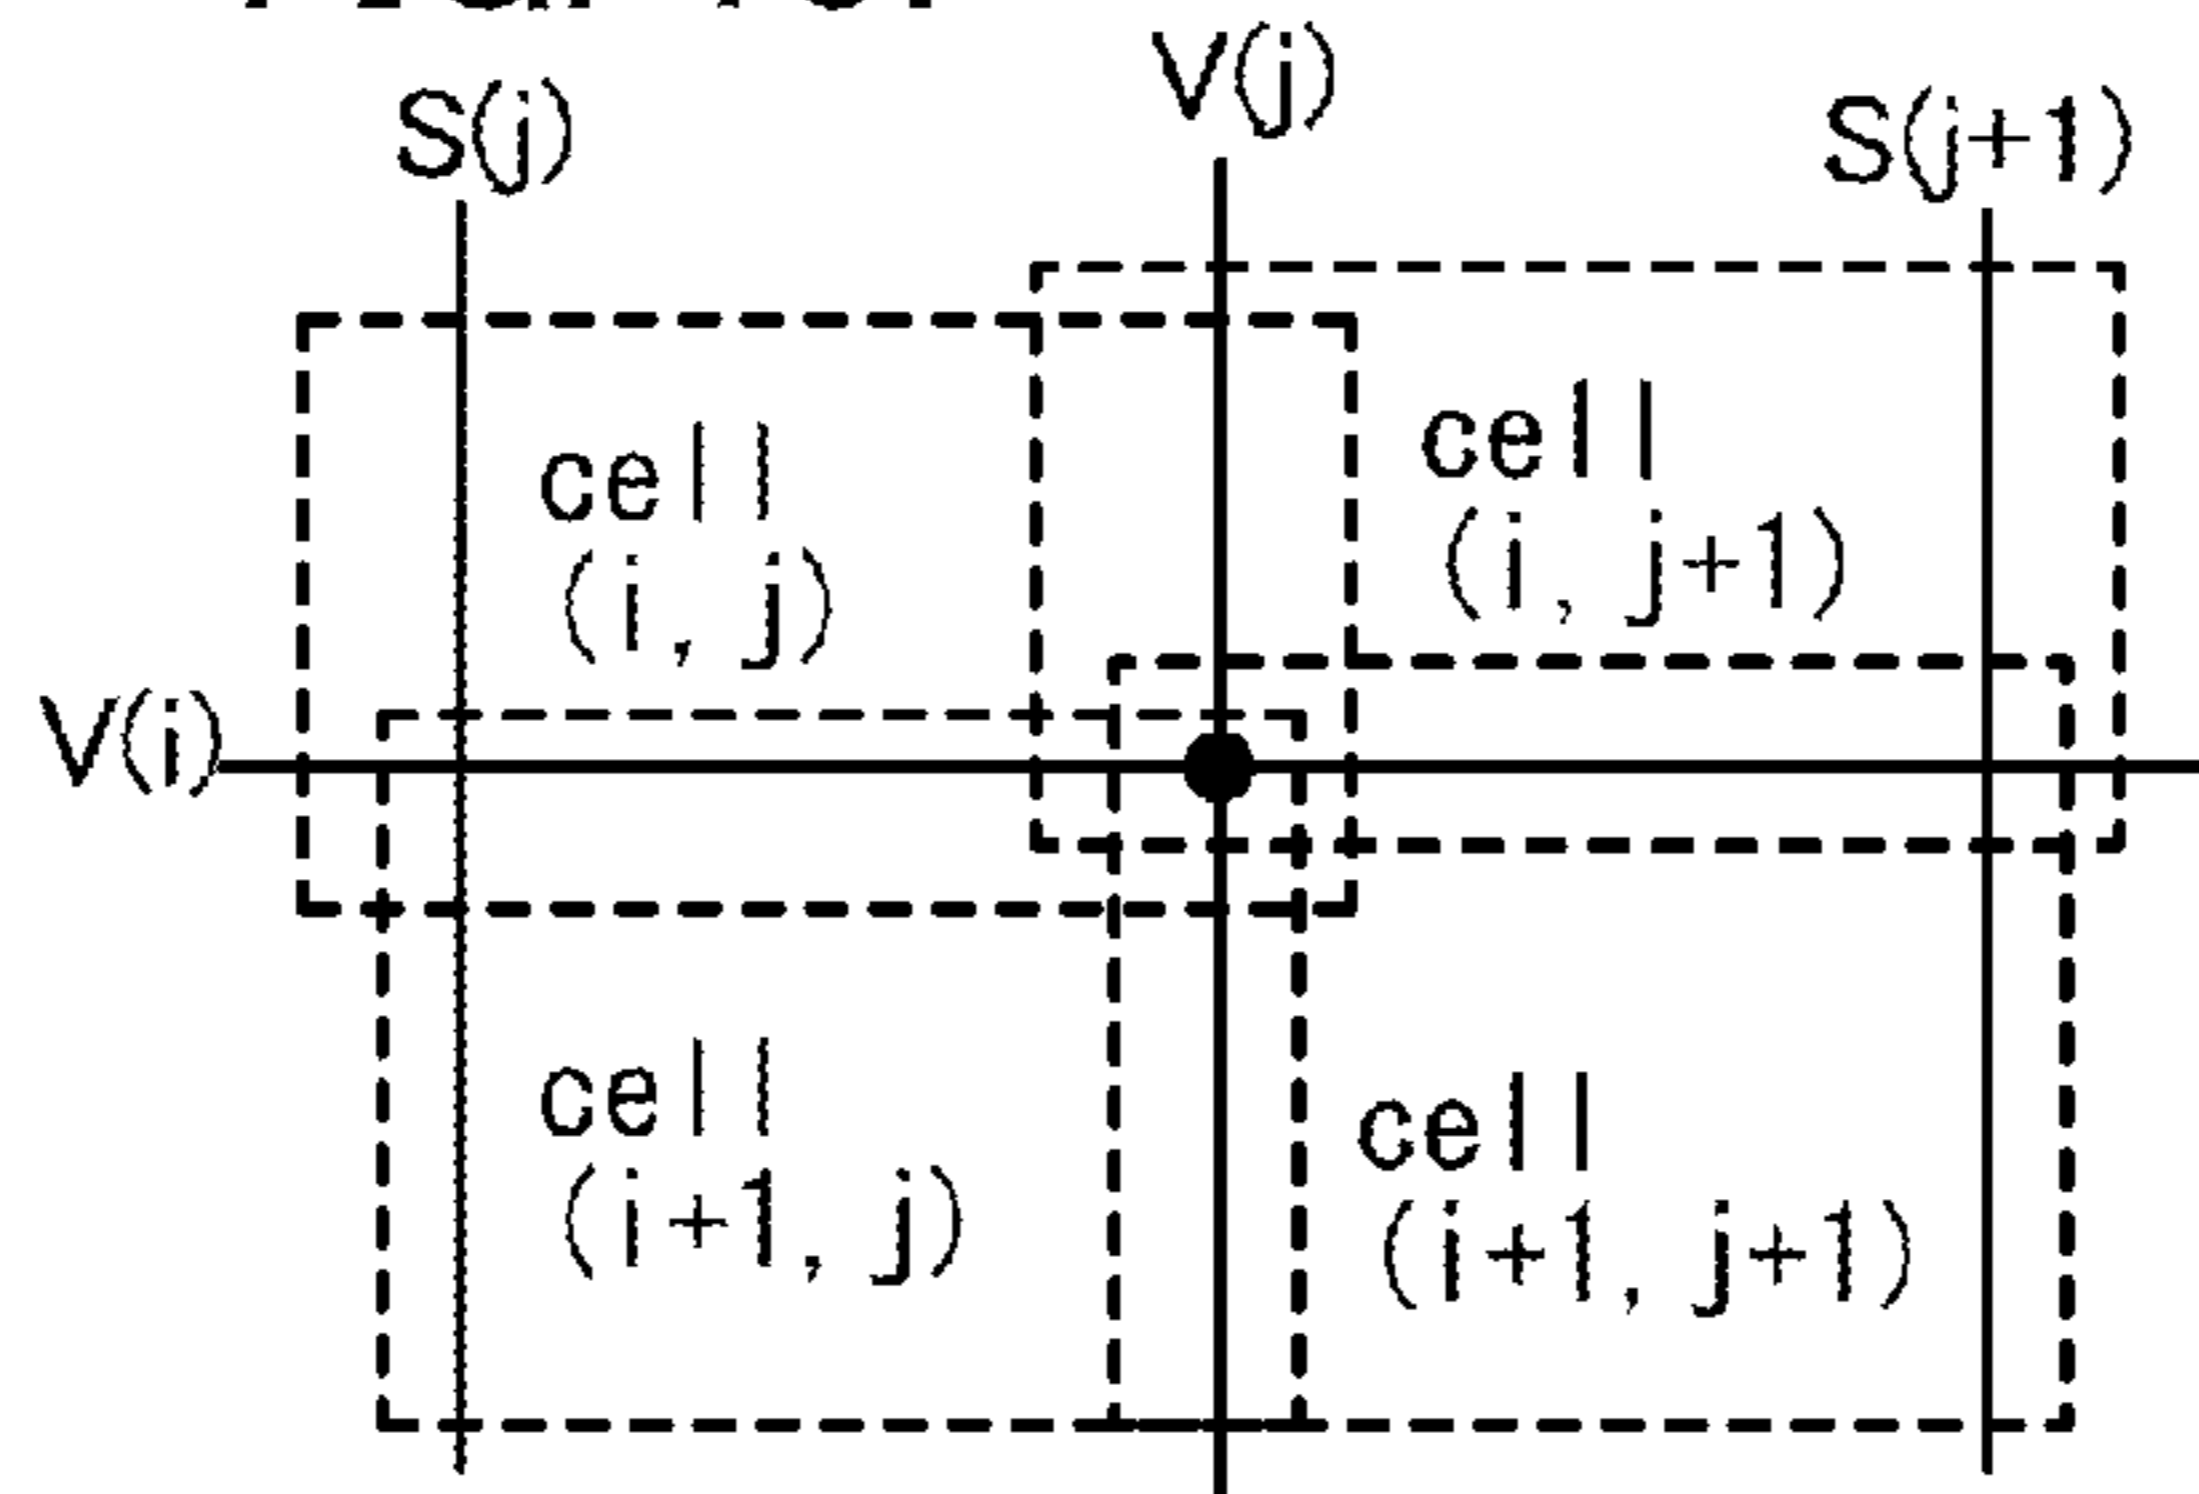 V(j)
S(j)
S(j+1)
cell
(i, j)
cell
(i, j+1)
V(i)
cell
(i+1, j)
cell
(i+1, j+1)